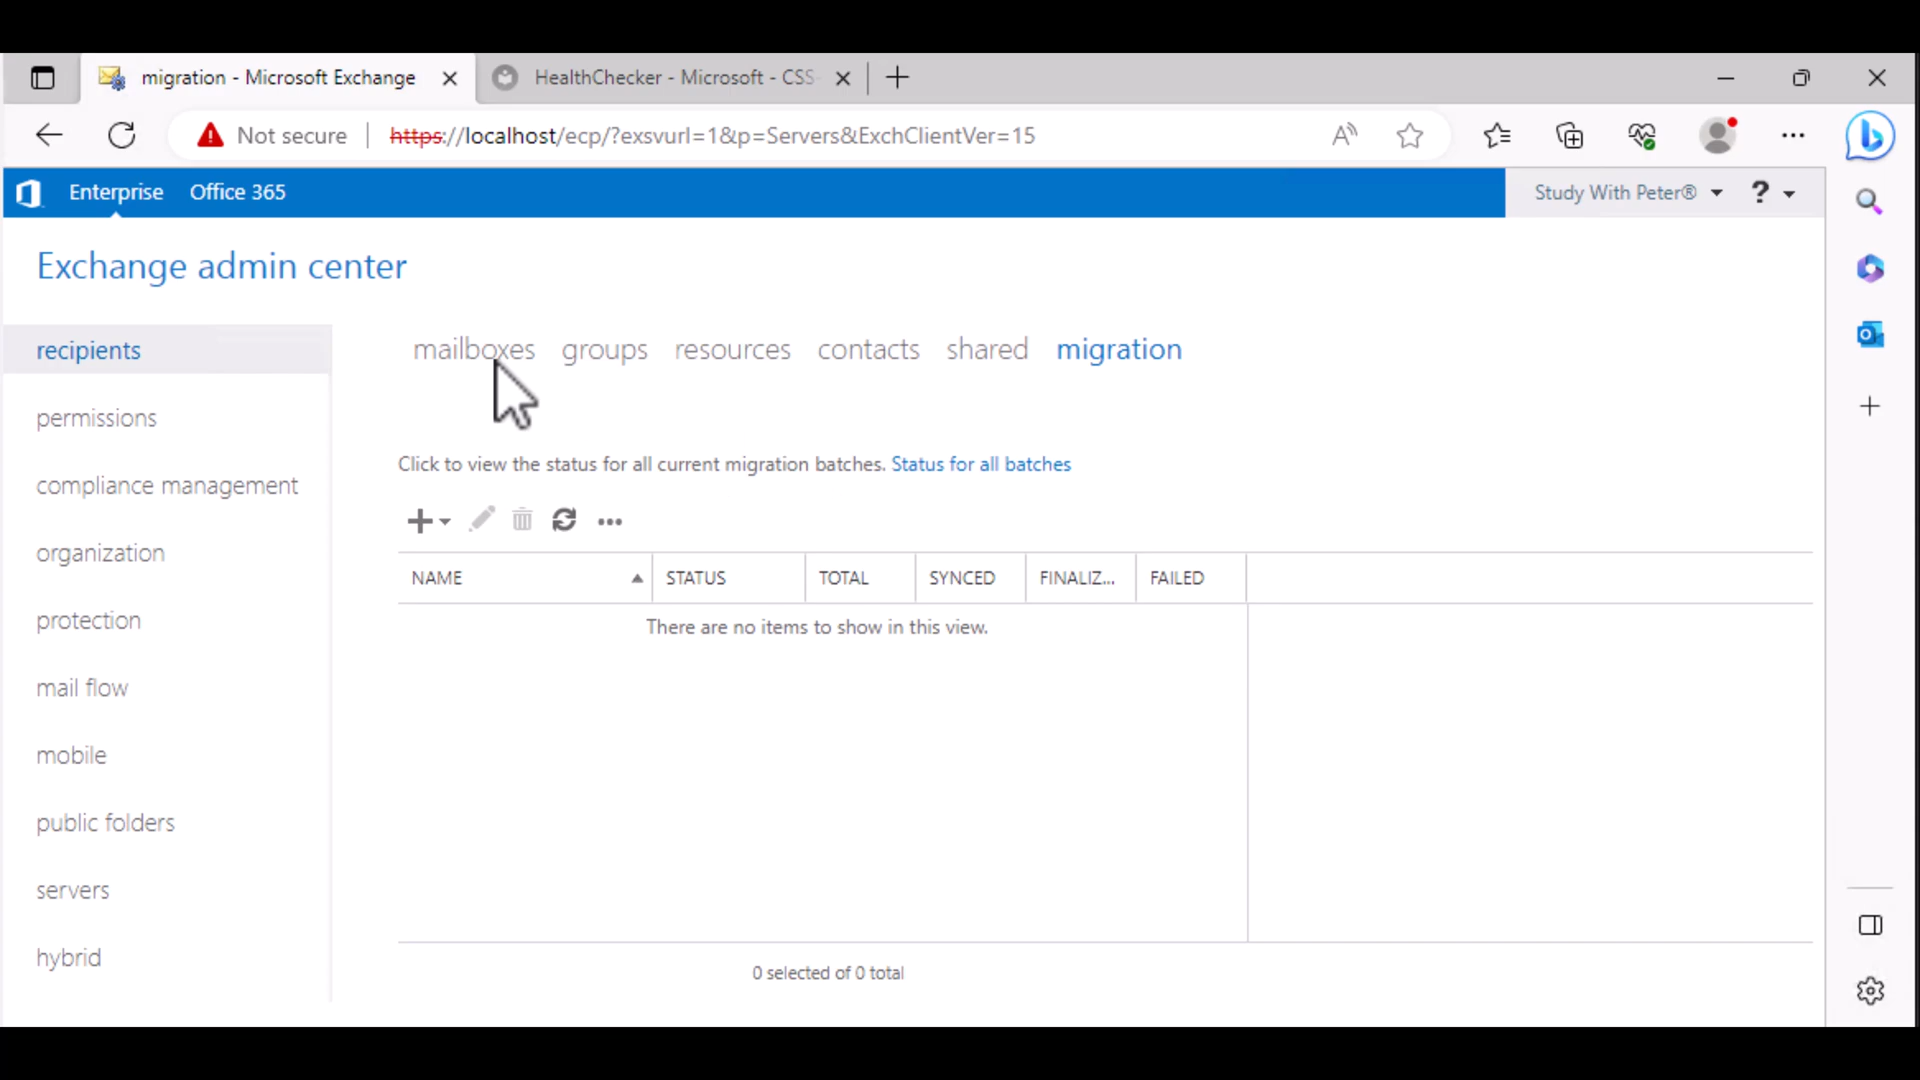 migration - Microsoft Exchange
HealthChecker - Microsoft - CSS-
Not secure
https://localhost/ecp/?exsvurl=1&p=Servers&ExchClientVer=15
Enterprise
Office 365
Study With Peter®
?
Exchange admin center
recipients
permissions
compliance management
organization
protection
mail flow
mobile
public folders
servers
hybrid
mailboxes groups resources contacts shared migration
Click to view the status for all current migration batches. Status for all batches
NAME STATUS TOTAL SYNCED FINALIZ... FAILED
There are no items to show in this view.
0 selected of 0 total